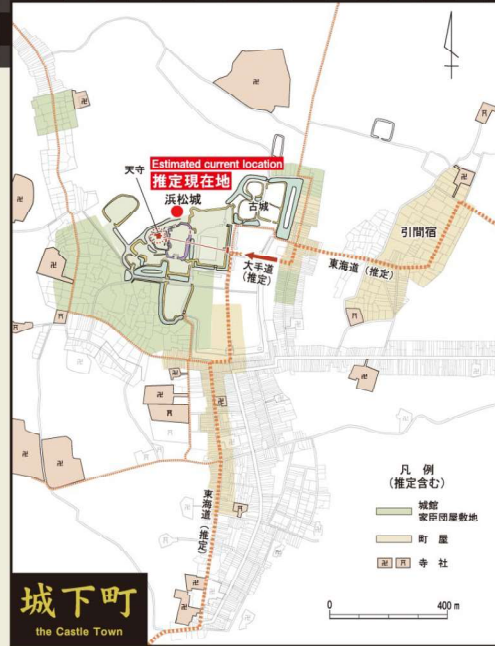 Estimated current location
推定現在地
天守
浜松城
古城
引間宿
大手道
(推定)
東海道(推定)
東海道(推定)
凡 例
(推定含む)
城館
家臣団屋敷地
町 屋
卍 寺 社
0 400 m
城下町
the Castle Town